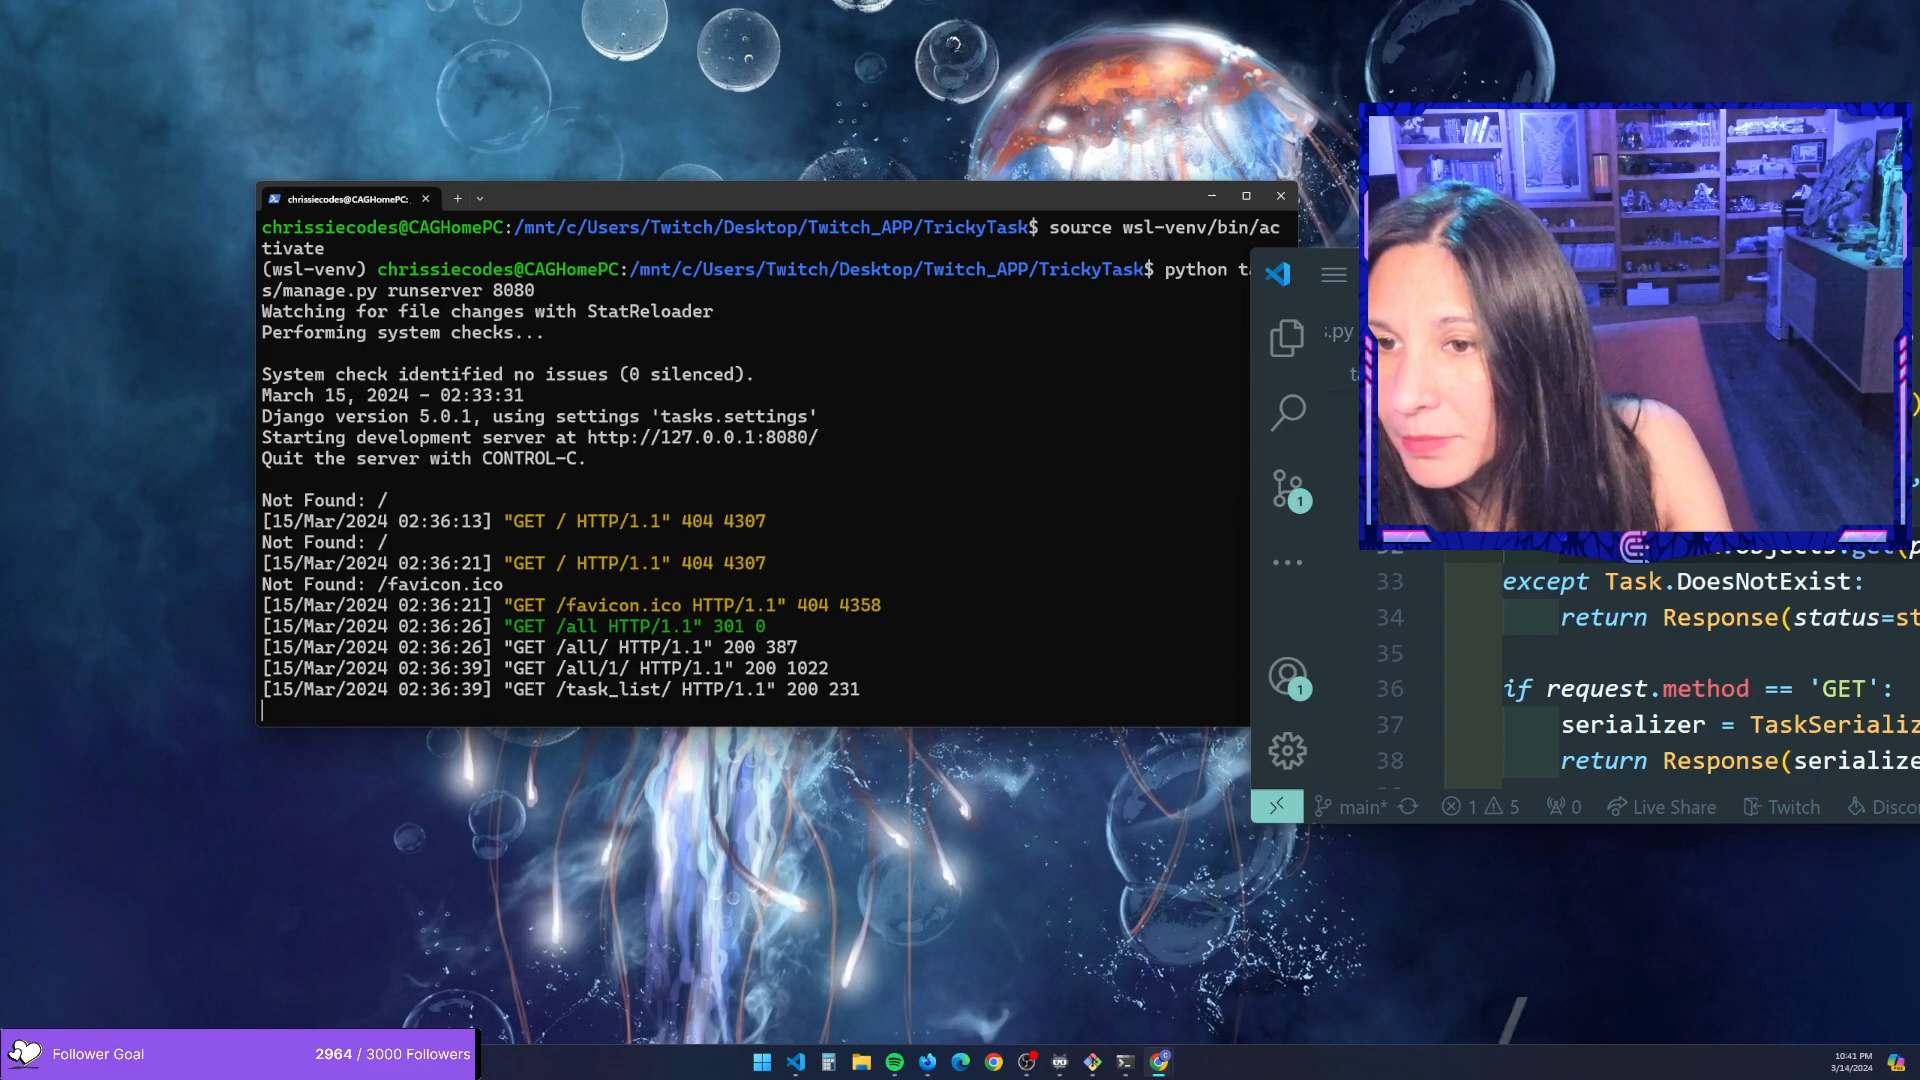 chrissiecodes@CAGHomePC:
chrissiecodes@CAGHomePC:/mnt/c/Users/Twitch/Desktop/Twitch_APP/TrickyTask$ source wsl-venv/bin/ac
tivate
(wsl-venv) chrissiecodes@CAGHomePC:/mnt/c/Users/Twitch/Desktop/Twitch_APP/TrickyTask$ python ta
s/manage.py runserver 8080
Watching for file changes with StatReloader
Performing system checks...
System check identified no issues (0 silenced).
March 15, 2024 - 02:33:31
Django version 5.0.1, using settings 'tasks.settings'
Starting development server at http://127.0.0.1:8080/
Quit the server with CONTROL-C.
Not Found: /
[15/Mar/2024 02:36:13] "GET / HTTP/1.1" 404 4307
Not Found: /
[15/Mar/2024 02:36:21] "GET / HTTP/1.1" 404 4307
Not Found: /favicon.ico
[15/Mar/2024 02:36:21] "GET /favicon.ico HTTP/1.1" 404 4358
[15/Mar/2024 02:36:26] "GET /all HTTP/1.1" 301 0
[15/Mar/2024 02:36:26] "GET /all/ HTTP/1.1" 200 387
[15/Mar/2024 02:36:39] "GET /all/1/ HTTP/1.1" 200 1022
[15/Mar/2024 02:36:39] "GET /task_list/ HTTP/1.1" 200 231
s.py
ta
1
1
.objects.get(p
33 except Task.DoesNotExist:
34 return Response(status=st
35
36 if request.method == 'GET':
37 serializer = TaskSerializ
38 return Response(serialize
main* 1 5 0 Live Share Twitch Discor
Follower Goal 2964 / 3000 Followers
10:41 PM
3/14/2024